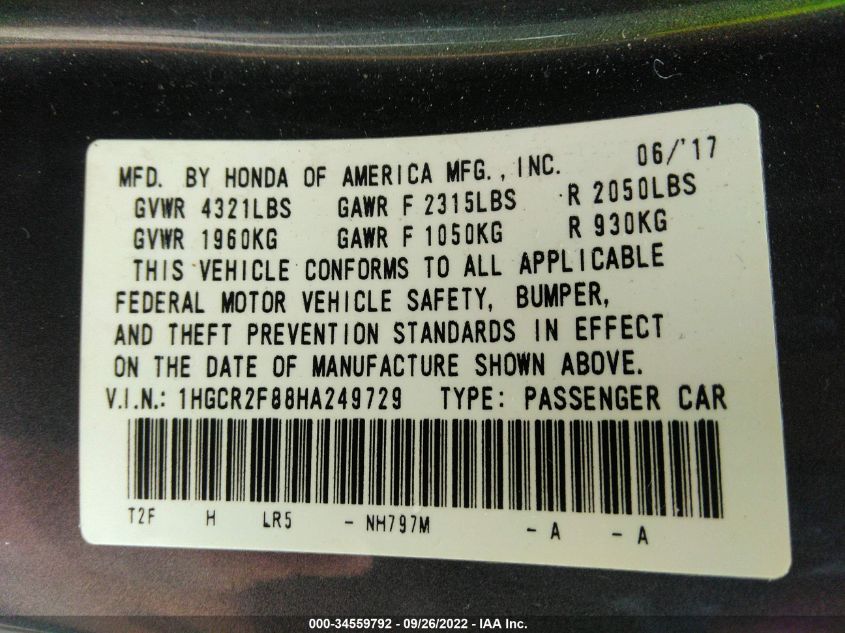 MFD. BY HONDA OF AMERICA MFG., INC. 06/'17
GVWR 4321LBS GAWR F 2315LBS R 2050LBS
GVWR 1960KG GAWR F 1050KG R 930KG
THIS VEHICLE CONFORMS TO ALL APPLICABLE
FEDERAL MOTOR VEHICLE SAFETY, BUMPER,
AND THEFT PREVENTION STANDARDS IN EFFECT
ON THE DATE OF MANUFACTURE SHOWN ABOVE.
V.I.N.: 1HGCR2F88HA249729 TYPE: PASSENGER CAR
T2F H LR5 - NH797M - A - A
000-34559792 - 09/26/2022 - IAA Inc.